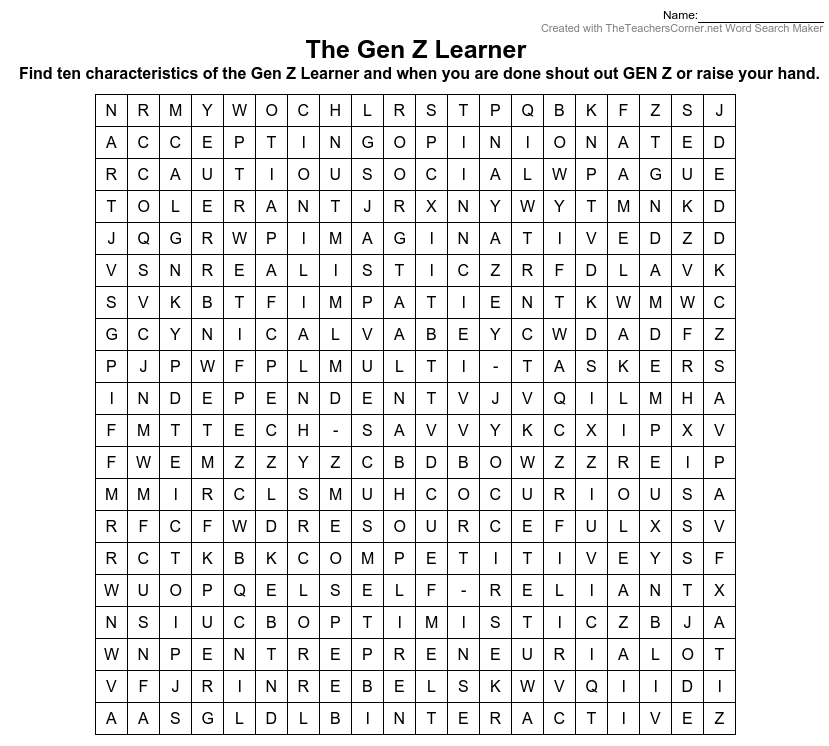 Name:
Created with TheTeachersCorner.net Word Search Maker
The Gen Z Learner
Find ten characteristics of the Gen Z Learner and when you are done shout out GEN Z or raise your hand.
N R M Y W O C H L R S T P Q B K F Z S J
A C C E P T I N G O P I N I O N A T E D
R C A U T I O U S O C I A L W P A G U E
T O L E R A N T J R X N Y W Y T M N K D
J Q G R W P I M A G I N A T I V E D Z D
V S N R E A L I S T I C Z R F D L A V K
S V K B T F I M P A T I E N T K W M W C
G C Y N I C A L V A B E Y C W D A D F Z
P J P W F P L M U L T I - T A S K E R S
I N D E P E N D E N T V J V Q I L M H A
F M T T E C H - S A V V Y K C X I P X V
F W E M Z Z Y Z C B D B O W Z Z R E I P
M M I R C L S M U H C O C U R I O U S A
R F C F W D R E S O U R C E F U L X S V
R C T K B K C O M P E T I T I V E Y S F
W U O P Q E L S E L F - R E L I A N T X
N S I U C B O P T I M I S T I C Z B J A
W N P E N T R E P R E N E U R I A L O T
V F J R I N R E B E L S K W V Q I I D I
A A S G L D L B I N T E R A C T I V E Z